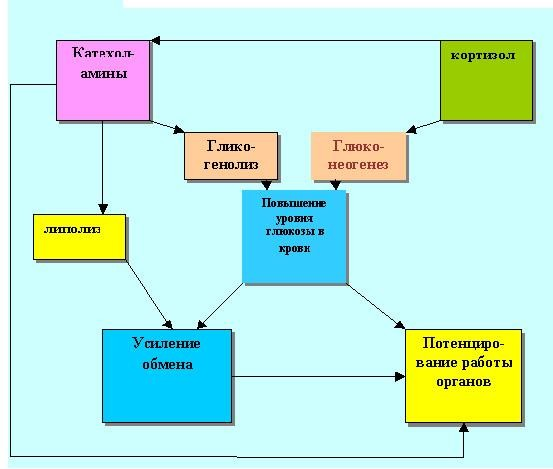 Катехол-
амины
кортизол
Глико-
генолиз
Глюко-
неогенез
Повышение
уровня
глюкозы в
крови
липолиз
Усиление
обмена
Потенциро-
вание работы
органов